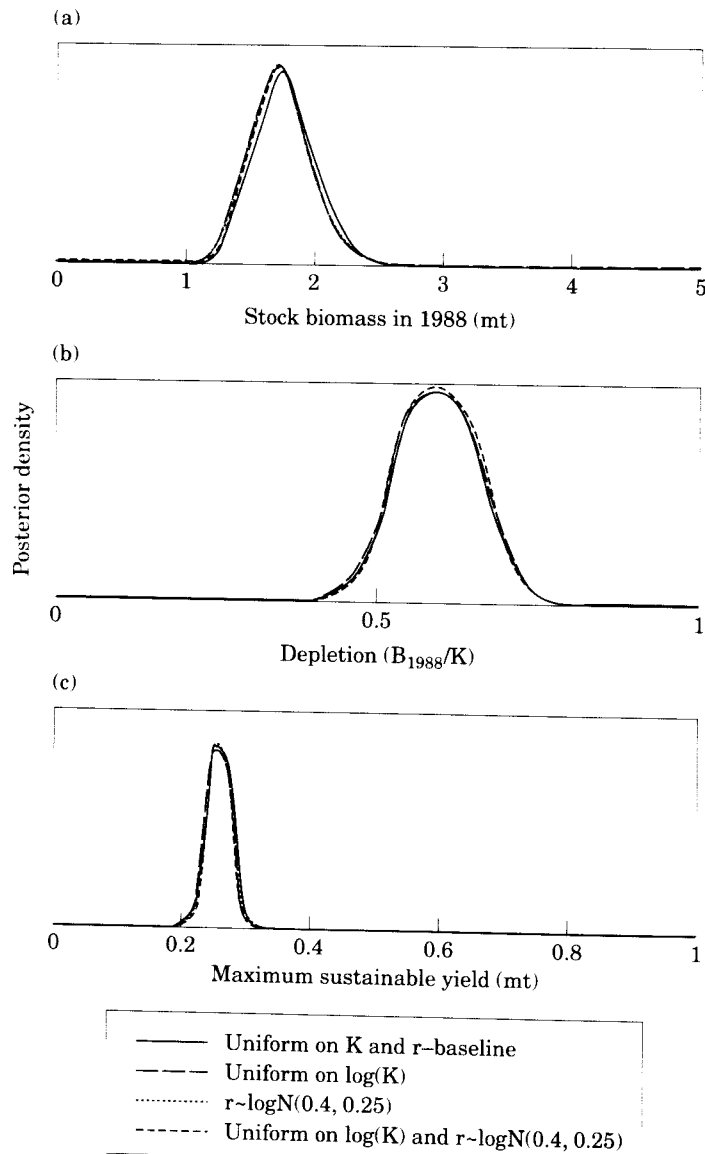 (a)
0 1 2 3 4 5
Stock biomass in 1988 (mt)
(b)
Posterior density
0 0.5 1
Depletion (B1988/K)
(c)
0 0.2 0.4 0.6 0.8 1
Maximum sustainable yield (mt)
Uniform on K and r–baseline
Uniform on log(K)
r~logN(0.4, 0.25)
Uniform on log(K) and r~logN(0.4, 0.25)